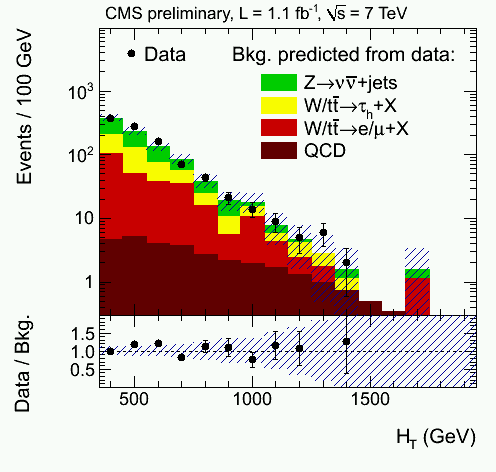 CMS preliminary, L = 1.1 fb⁻¹, √s = 7 TeV
Events / 100 GeV
10³
10²
10
1
Data
Bkg. predicted from data:
Z→νν̅+jets
W/tt̅→τₕ+X
W/tt̅→e/μ+X
QCD
Data / Bkg.
1.5
1.0
0.5
500
1000
1500
H_T (GeV)